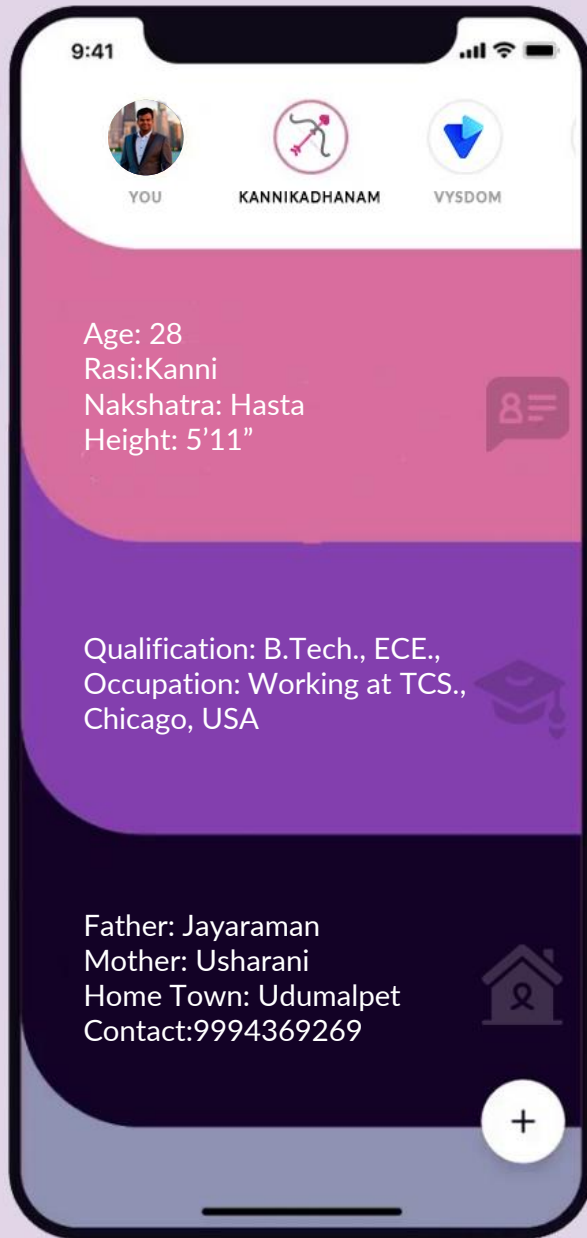 9:41
YOU
KANNIKADHANAM
VYSDOM
Age: 28
Rasi:Kanni
Nakshatra: Hasta
Height: 5’11”
Qualification: B.Tech., ECE.,
Occupation: Working at TCS.,
Chicago, USA
Father: Jayaraman
Mother: Usharani
Home Town: Udumalpet
Contact:9994369269